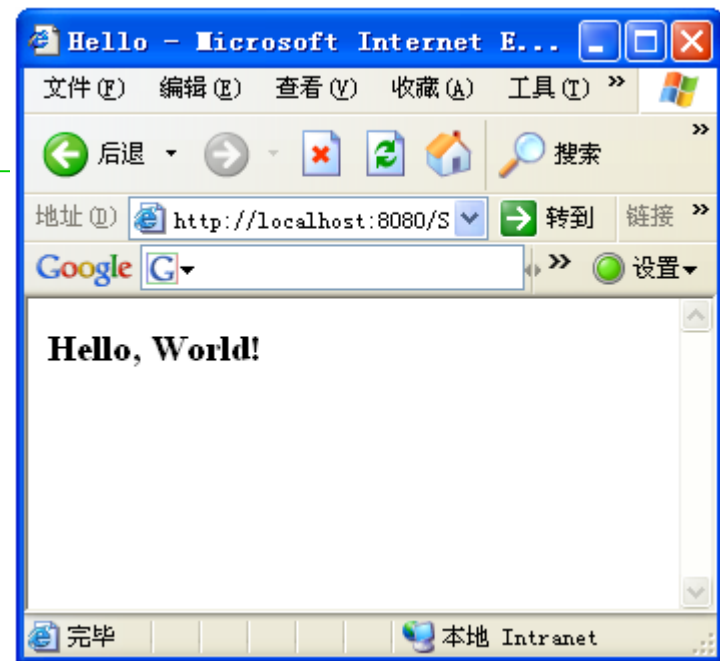 Hello - Microsoft Internet E...
文件(F) 编辑(E) 查看(V) 收藏(A) 工具(T) »
后退 搜索 »
地址(D) http://localhost:8080/S 转到 链接 »
Google G » 设置
Hello, World!
完毕 本地 Intranet